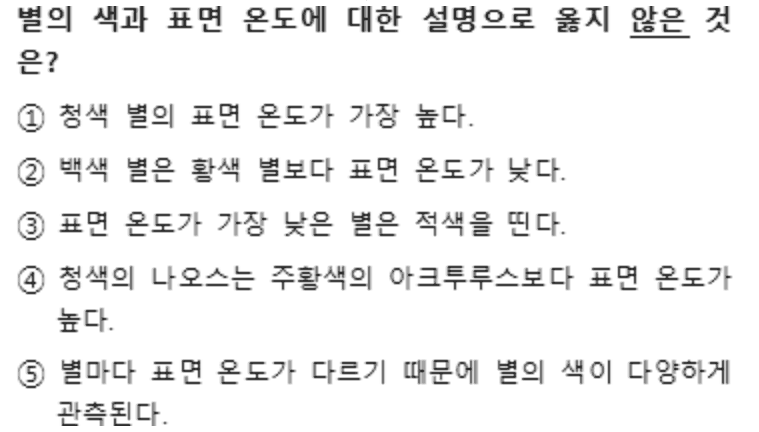 별의 색과 표면 온도에 대한 설명으로 옳지 않은 것
은?
① 청색 별의 표면 온도가 가장 높다.
② 백색 별은 황색 별보다 표면 온도가 낮다.
③ 표면 온도가 가장 낮은 별은 적색을 띤다.
④ 청색의 나오스는 주황색의 아크투루스보다 표면 온도가
높다.
⑤ 별마다 표면 온도가 다르기 때문에 별의 색이 다양하게
관측된다.